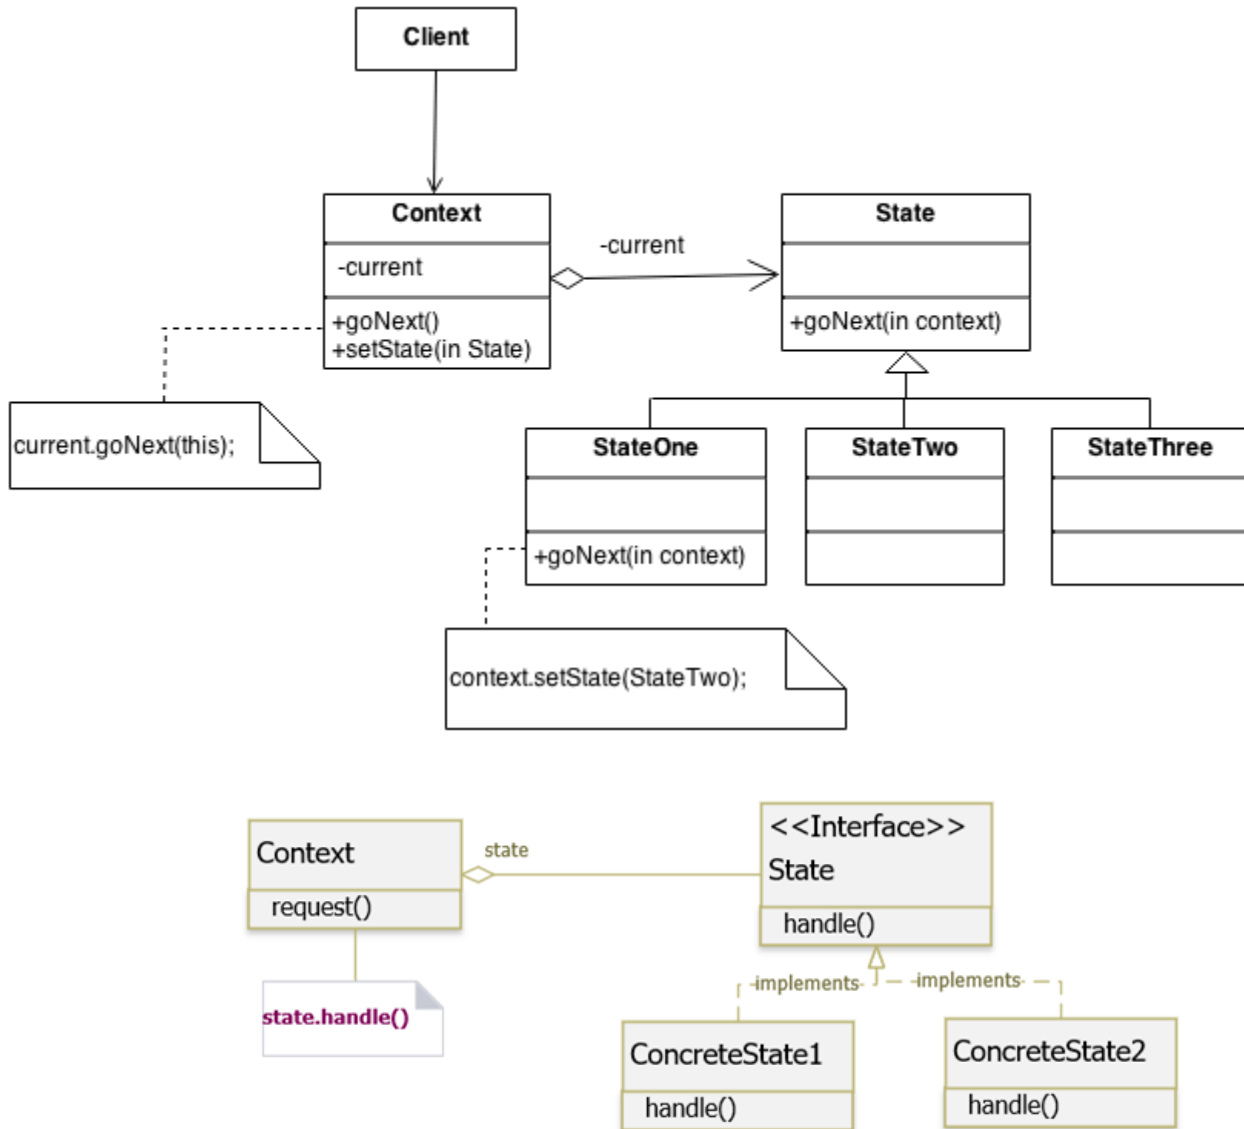 Client
Context
-current
+goNext()
+setState(in State)
-current
State
+goNext(in context)
current.goNext(this);
StateOne
+goNext(in context)
StateTwo
StateThree
context.setState(StateTwo);
Context
request()
state
<<Interface>>
State
handle()
state.handle()
implements
implements
ConcreteState1
handle()
ConcreteState2
handle()